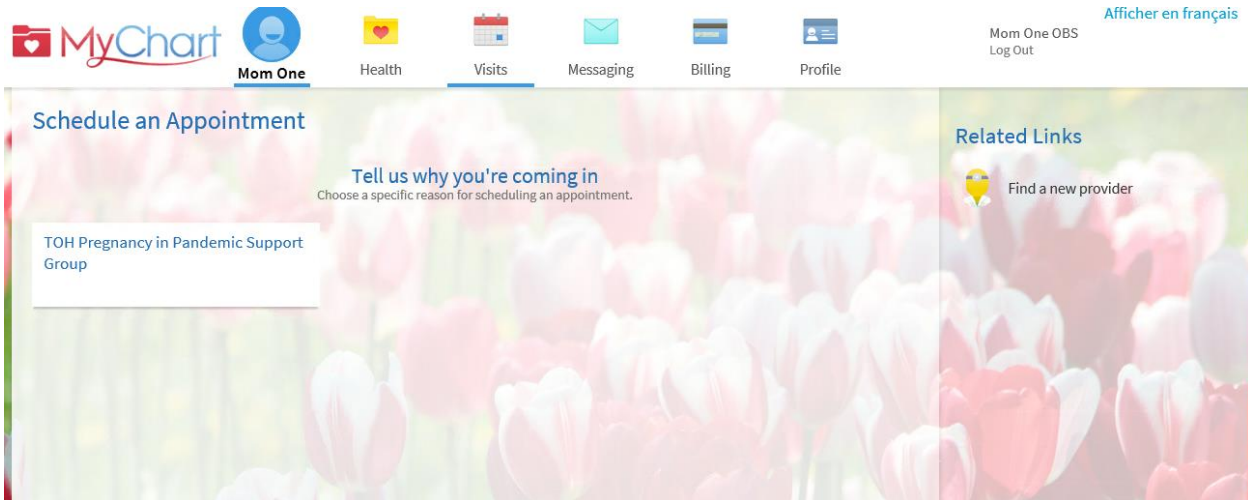 MyChart
Mom One
Health
Visits
Messaging
Billing
Profile
Afficher en français
Mom One OBS
Log Out
Schedule an Appointment
Tell us why you're coming in
Choose a specific reason for scheduling an appointment.
TOH Pregnancy in Pandemic Support
Group
Related Links
Find a new provider